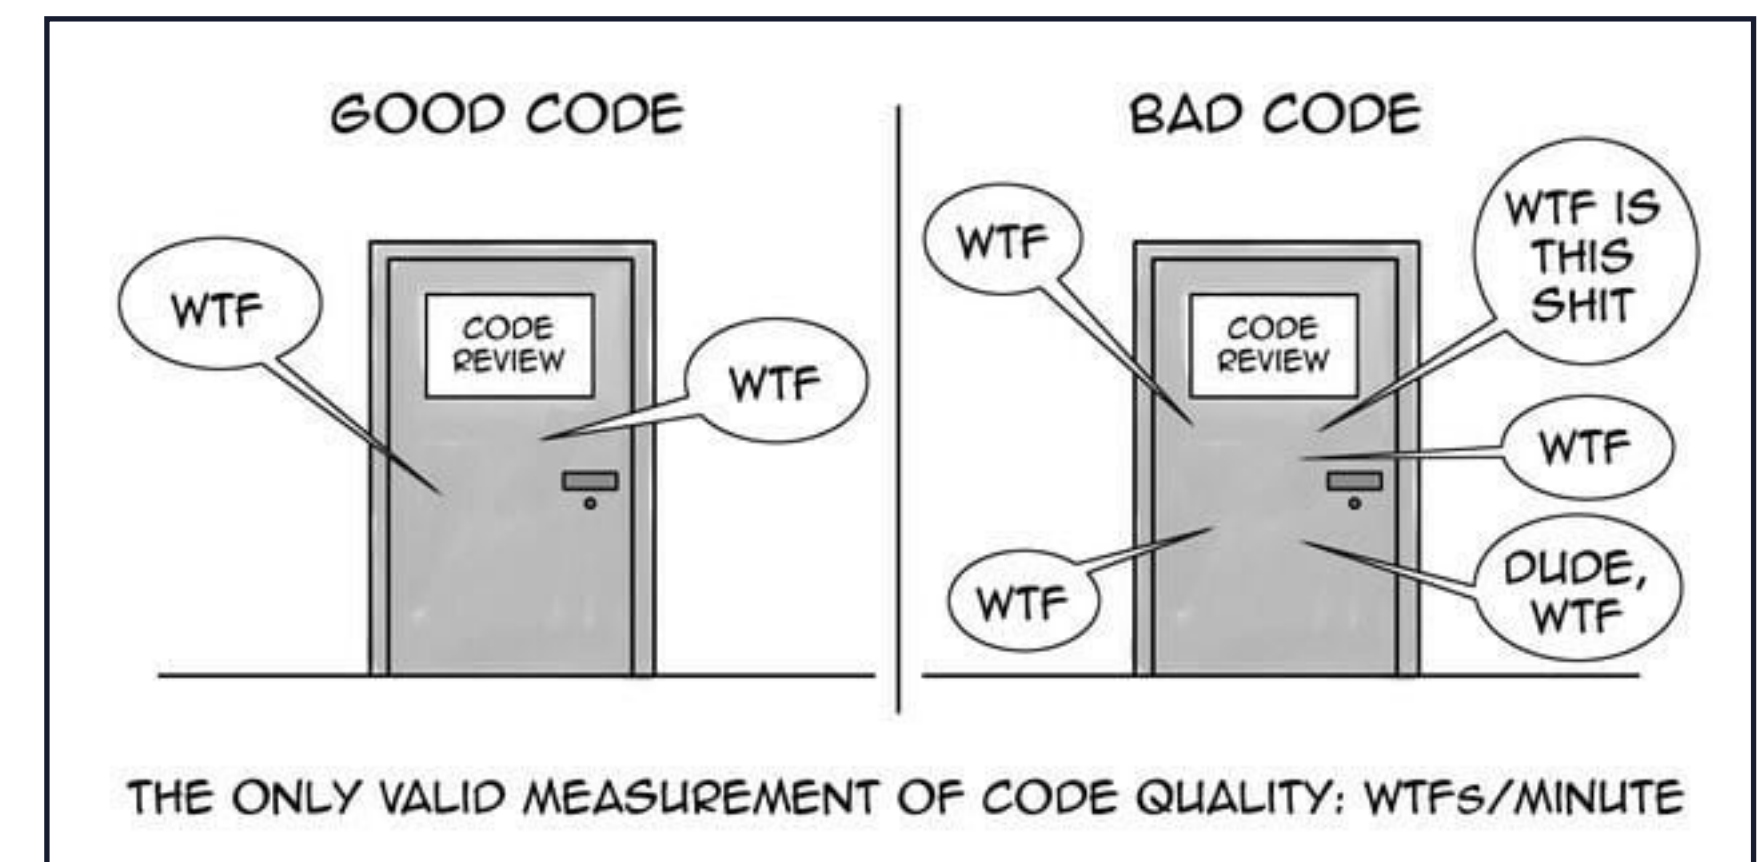 GOOD CODE
WTF
CODE
REVIEW
WTF
BAD CODE
WTF
WTF IS
THIS
SHIT
CODE
REVIEW
WTF
WTF
DUDE,
WTF
THE ONLY VALID MEASUREMENT OF CODE QUALITY: WTFs/MINUTE